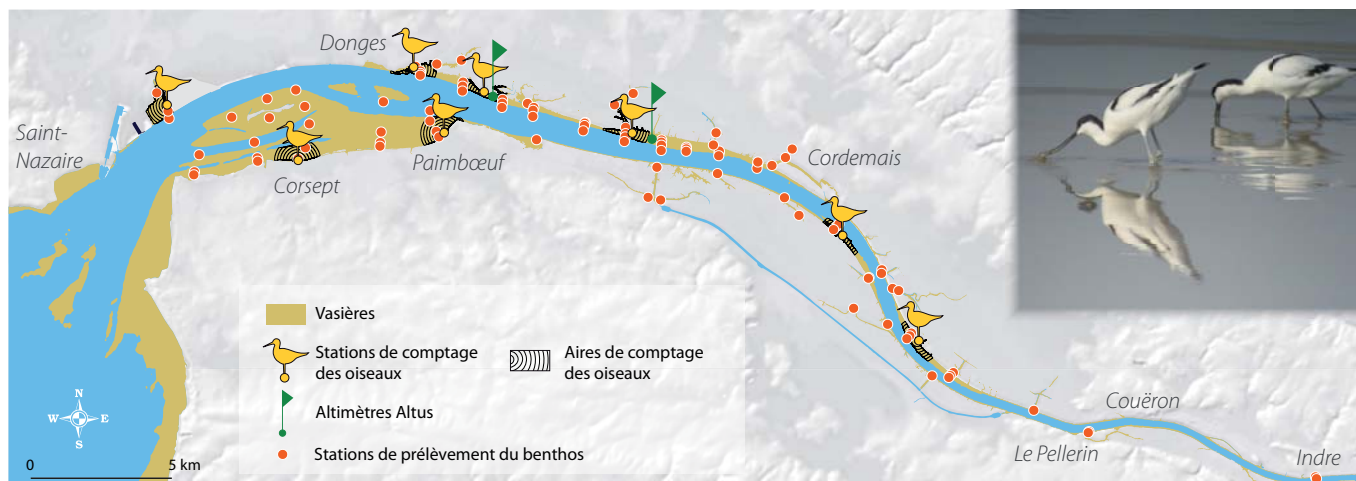 Donges
Saint-
Nazaire
Corsept
Paimbœuf
Cordemais
Vasières
Stations de comptage
des oiseaux
Aires de comptage
des oiseaux
Altimètres Altus
Stations de prélèvement du benthos
N
W E
S
0 5 km
Couëron
Le Pellerin
Indre